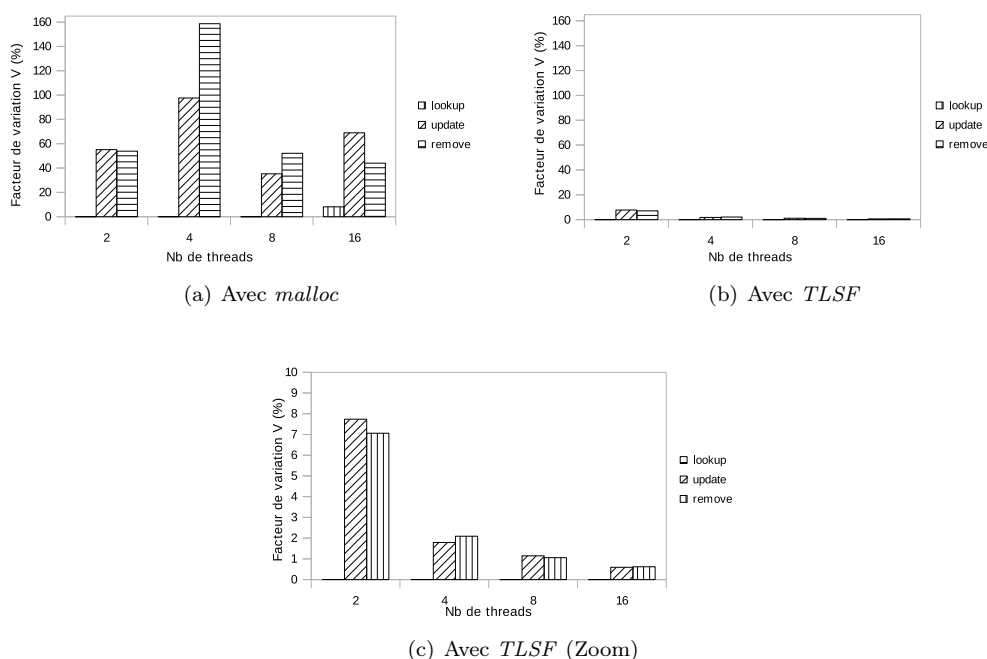 Facteur de variation V (%)
160
140
120
100
80
60
40
20
0
2
4
8
16
Nb de threads
lookup
update
remove
(a) Avec malloc
Facteur de variation V (%)
160
140
120
100
80
60
40
20
0
2
4
8
16
Nb de threads
lookup
update
remove
(b) Avec TLSF
Facteur de variation V (%)
10
9
8
7
6
5
4
3
2
1
0
2
4
8
16
Nb de threads
lookup
update
remove
(c) Avec TLSF (Zoom)